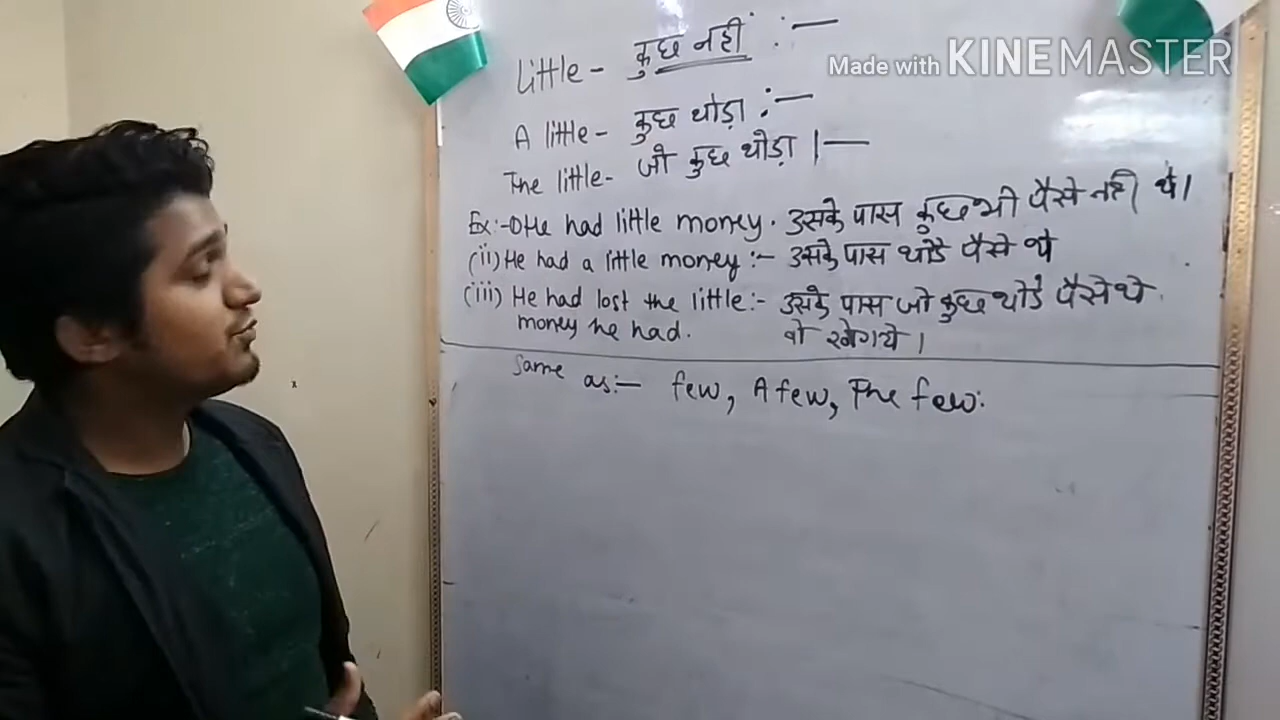 Little - कुछ नहीं :-
Made with KINEMASTER
A little - कुछ थोड़ा :-
The little - जो कुछ थोड़ा ।-
Ex:- (i) He had little money. उसके पास कुछ भी पैसे नहीं थे।
(ii) He had a little money :- उसके पास थोडे पैसे थे
(iii) He had lost the little :- उसके पास जो कुछ थोडे पैसे थे
money he had. वो खोगये।
Same as :- few, A few, The few :